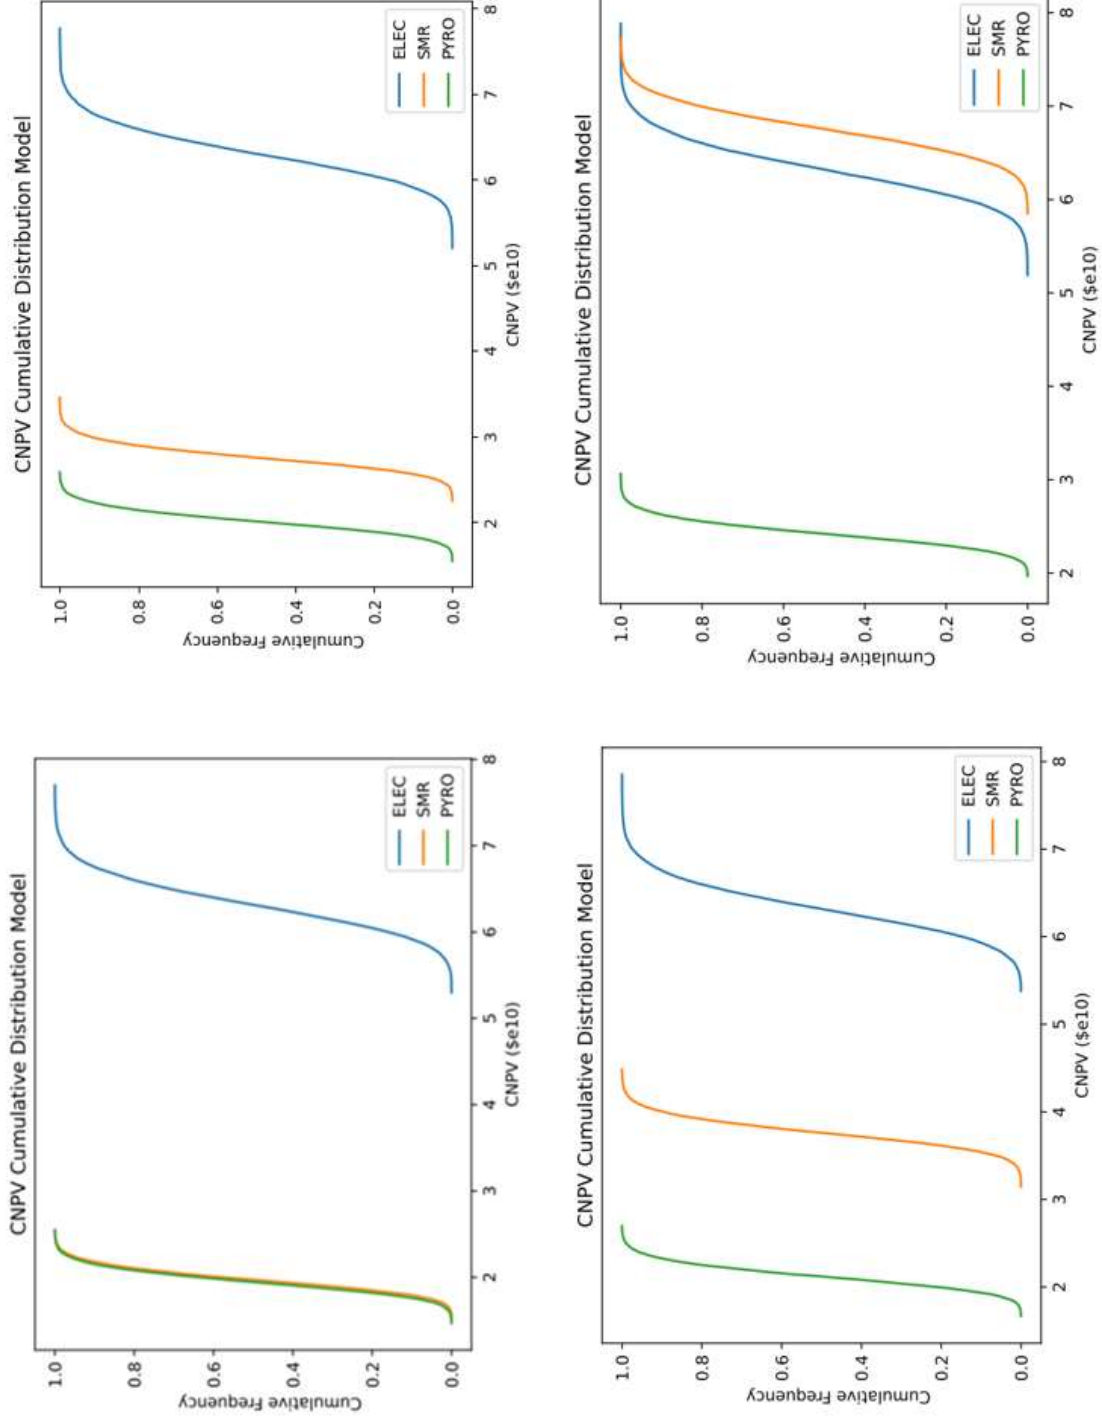 CNPV Cumulative Distribution Model
ELEC
SMR
PYRO
1.0
0.8
0.6
0.4
0.2
0.0
Cumulative Frequency
2 3 4 5 6 7 8
CNPV ($e10)
CNPV Cumulative Distribution Model
ELEC
SMR
PYRO
1.0
0.8
0.6
0.4
0.2
0.0
Cumulative Frequency
2 3 4 5 6 7 8
CNPV ($e10)
CNPV Cumulative Distribution Model
ELEC
SMR
PYRO
1.0
0.8
0.6
0.4
0.2
0.0
Cumulative Frequency
2 3 4 5 6 7 8
CNPV ($e10)
CNPV Cumulative Distribution Model
ELEC
SMR
PYRO
1.0
0.8
0.6
0.4
0.2
0.0
Cumulative Frequency
2 3 4 5 6 7 8
CNPV ($e10)